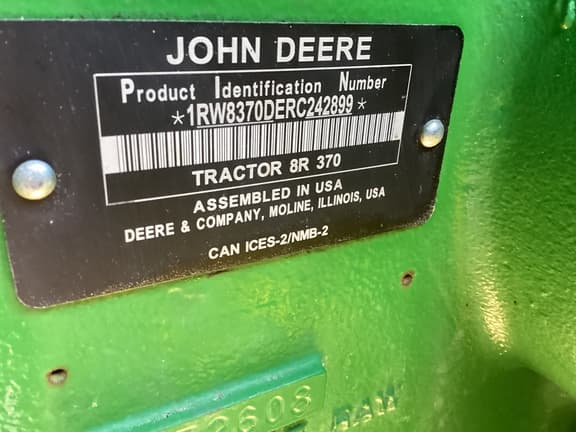 JOHN DEERE
Product Identification Number
*1RW8370DERC242899*
TRACTOR 8R 370
ASSEMBLED IN USA
DEERE & COMPANY, MOLINE, ILLINOIS, USA
CAN ICES-2/NMB-2